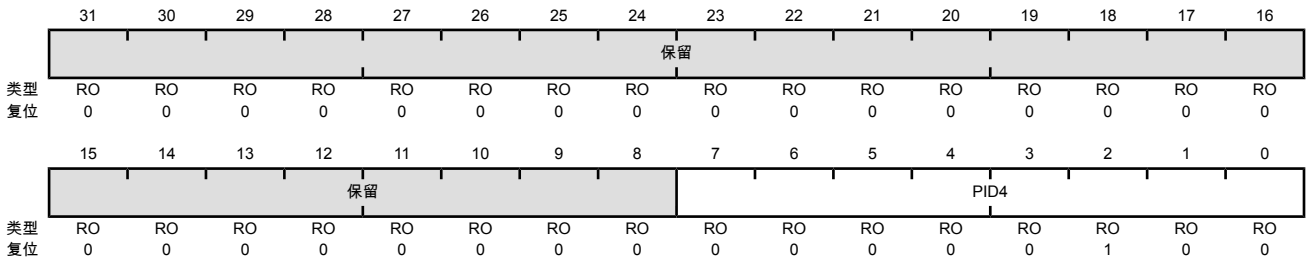 31 30 29 28 27 26 25 24 23 22 21 20 19 18 17 16
保留
类型 RO RO RO RO RO RO RO RO RO RO RO RO RO RO RO RO
复位 0 0 0 0 0 0 0 0 0 0 0 0 0 0 0 0
15 14 13 12 11 10 9 8 7 6 5 4 3 2 1 0
保留 PID4
类型 RO RO RO RO RO RO RO RO RO RO RO RO RO RO RO RO
复位 0 0 0 0 0 0 0 0 0 0 0 0 0 1 0 0